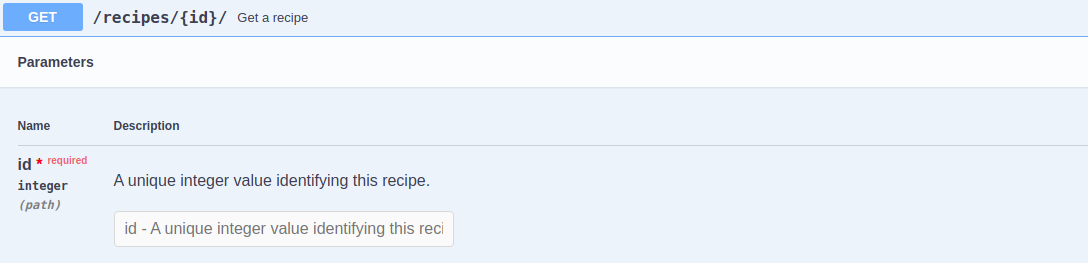 GET /recipes/{id}/ Get a recipe
Parameters
Name Description
id * required
integer
(path)
A unique integer value identifying this recipe.
id - A unique integer value identifying this reci